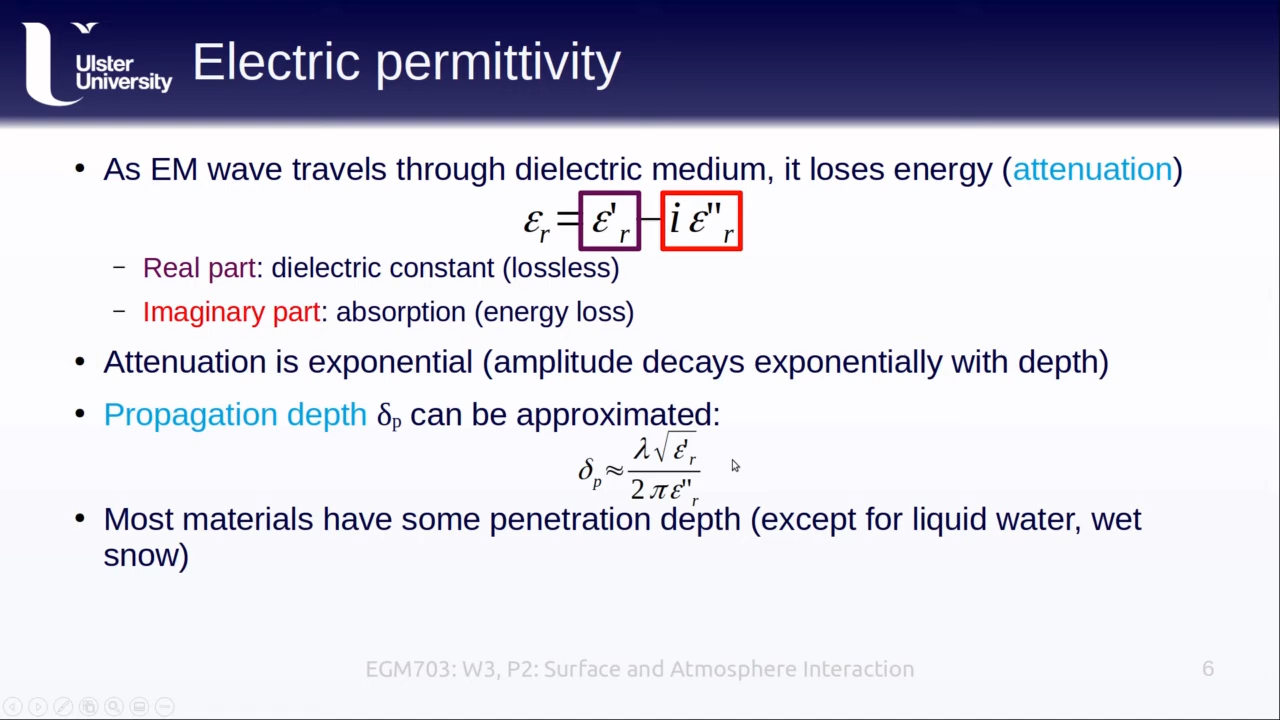 Ulster
University
Electric permittivity
• As EM wave travels through dielectric medium, it loses energy (attenuation)
εr = ε'r − i ε''r
– Real part: dielectric constant (lossless)
– Imaginary part: absorption (energy loss)
• Attenuation is exponential (amplitude decays exponentially with depth)
• Propagation depth δp can be approximated:
δp ≈ λ√ε'r / 2πε''r
• Most materials have some penetration depth (except for liquid water, wet
snow)
EGM703: W3, P2: Surface and Atmosphere Interaction
6